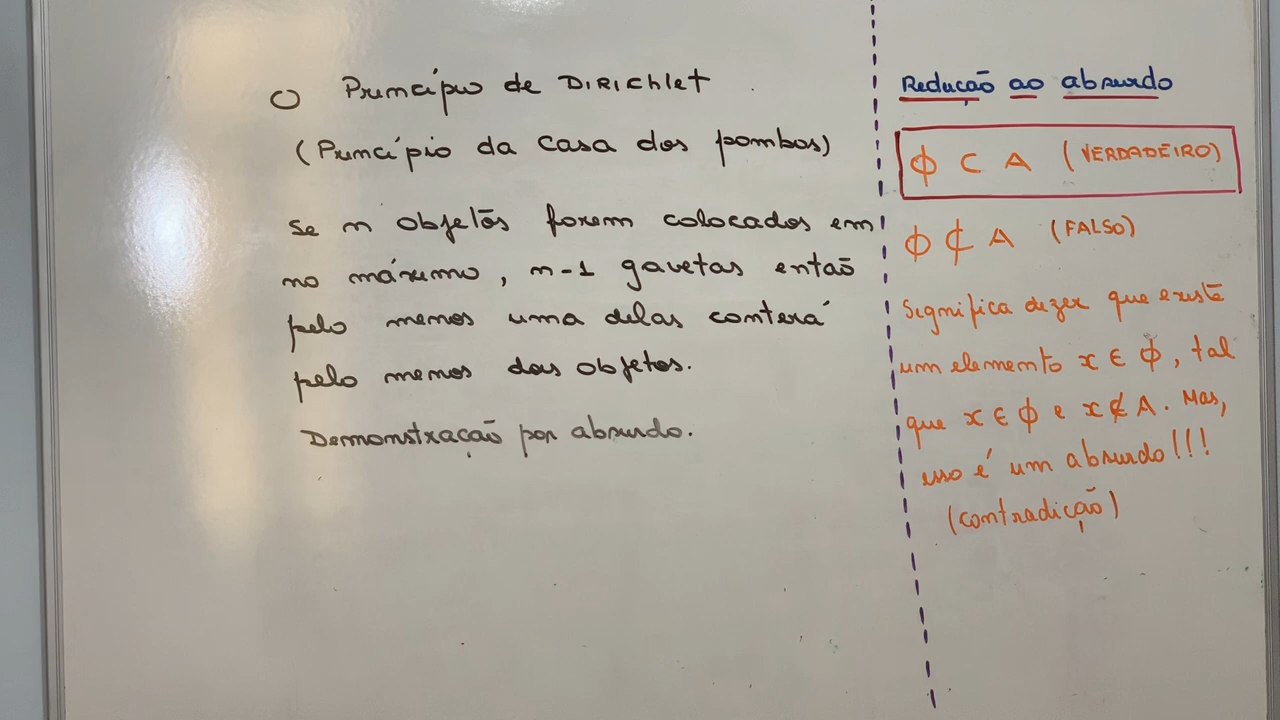 O Princípio de DIRIChlet
(Princípio da Casa dos pombos)
Se n objetos forem colocados em
no máximo, n-1 gavetas então
pelo menos uma delas conterá
pelo menos dois objetos.
Demonstração por absurdo.
Redução ao absurdo
ϕ ⊂ A (VERDADEIRO)
ϕ ⊄ A (FALSO)
Significa dizer que existe
um elemento x ∈ ϕ, tal
que x ∈ ϕ e x ∉ A. Mas,
isso é um absurdo!!!
(contradição)